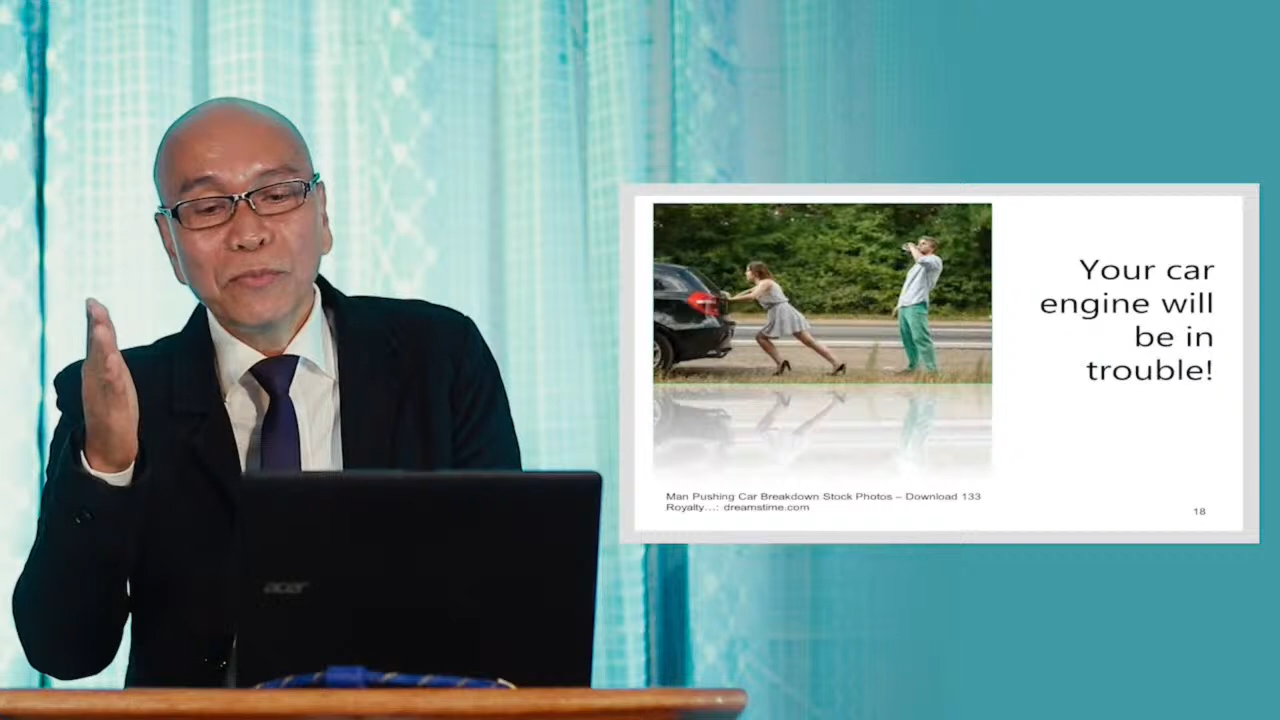 acer
Your car
engine will
be in
trouble!
Man Pushing Car Breakdown Stock Photos – Download 133
Royalty…: dreamstime.com
18